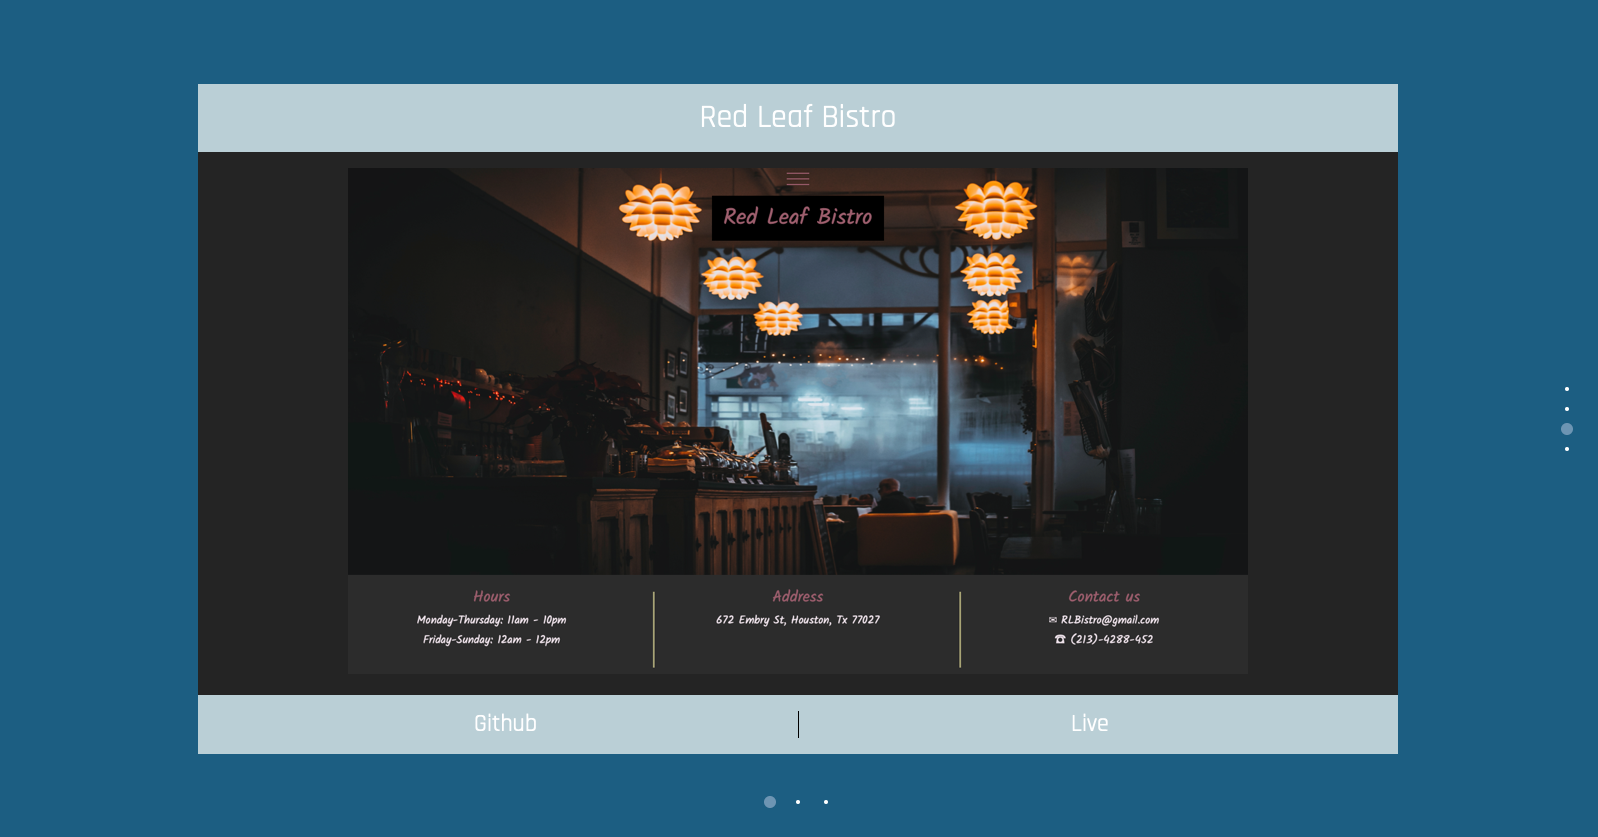 Red Leaf Bistro
Red Leaf Bistro
Hours
Monday-Thursday: 11am - 10pm
Friday-Sunday: 12am - 12pm
Address
672 Embry St, Houston, Tx 77027
Contact us
✉ RLBistro@gmail.com
☎ (213)-4288-452
Github
Live